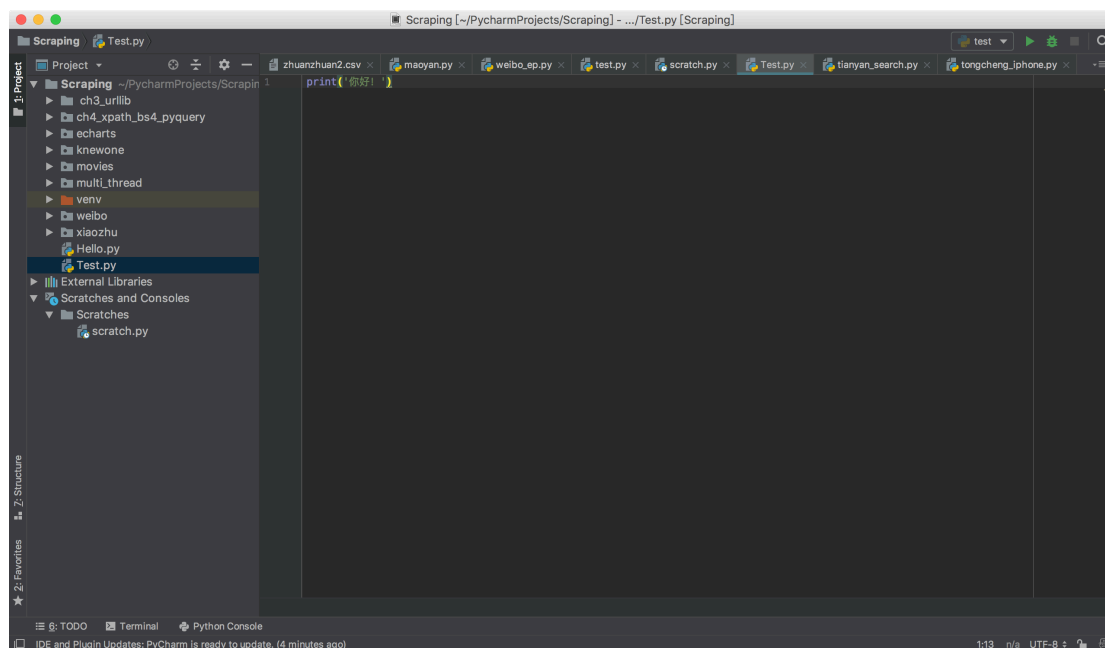 Scraping [~/PycharmProjects/Scraping] - .../Test.py [Scraping]
Scraping Test.py test
1: Project
Project
zhuanzhuan2.csv maoyan.py weibo_ep.py test.py scratch.py Test.py tianyan_search.py tongcheng_iphone.py
Scraping ~/PycharmProjects/Scrapin
1 print('你好! ')
ch3_urllib
ch4_xpath_bs4_pyquery
echarts
knewone
movies
multi_thread
venv
weibo
xiaozhu
Hello.py
Test.py
External Libraries
Scratches and Consoles
Scratches
scratch.py
7: Structure
2: Favorites
6: TODO Terminal Python Console
IDE and Plugin Updates: PyCharm is ready to update. (4 minutes ago) 1:13 n/a UTF-8